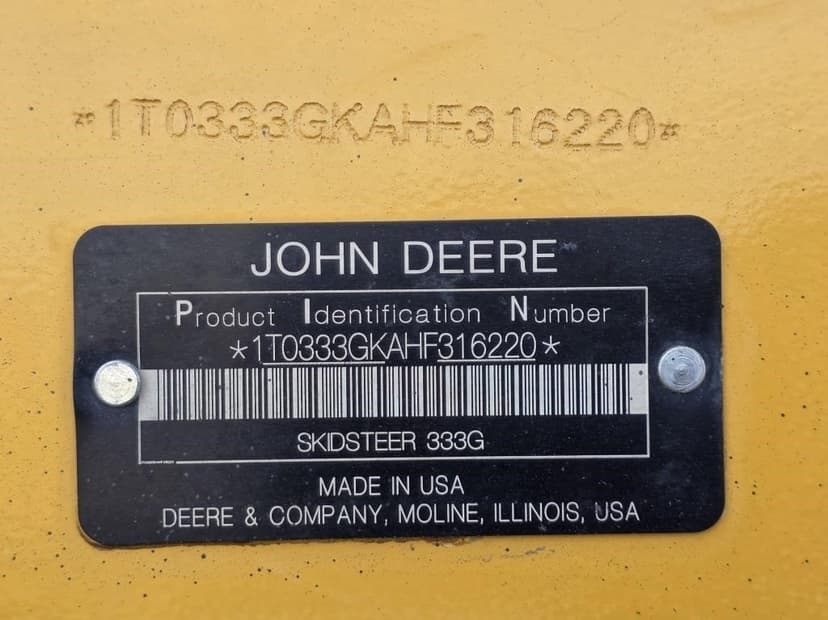 *1T0333GKAHF316220*
JOHN DEERE
Product Identification Number
*1T0333GKAHF316220*
SKIDSTEER 333G
MADE IN USA
DEERE & COMPANY, MOLINE, ILLINOIS, USA